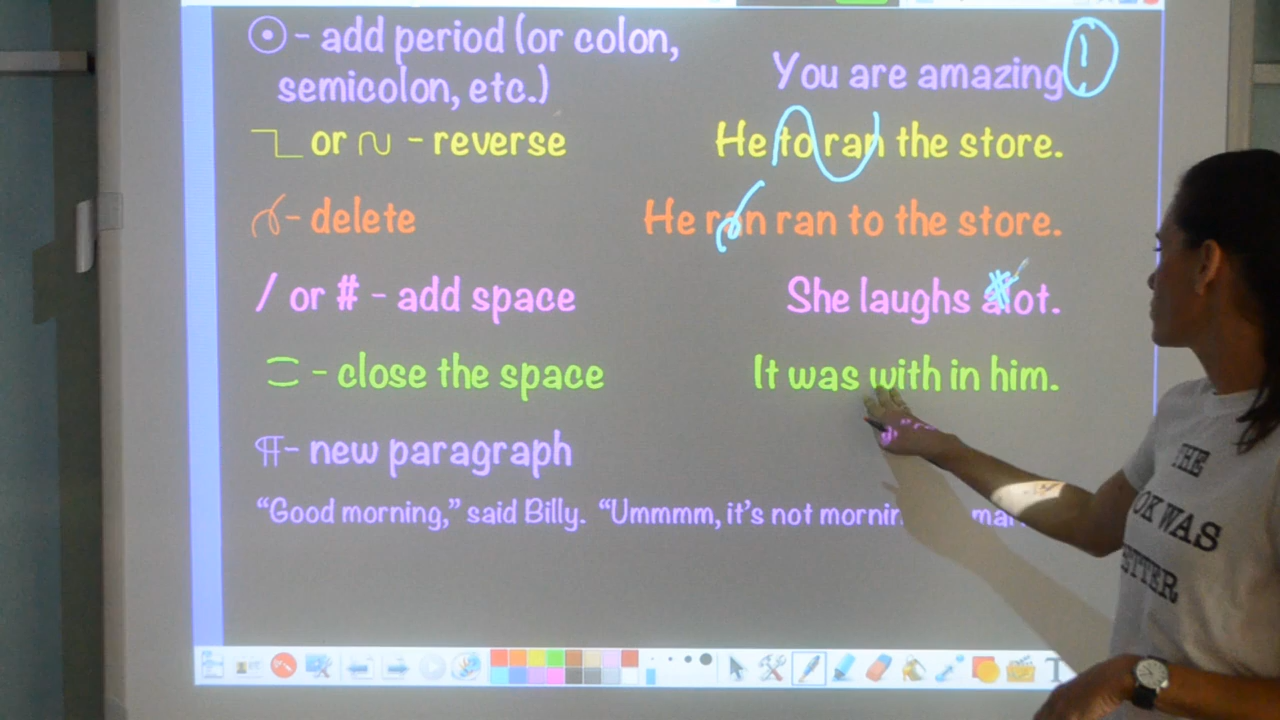 ⊙ - add period (or colon, semicolon, etc.)
You are amazing!
or ∿ - reverse
He to ran the store.
- delete
He ran ran to the store.
/ or # - add space
She laughs alot.
#
- close the space
It was with in him.
¶ - new paragraph
“Good morning,” said Billy. “Ummmm, it’s not
THE
WAS
T